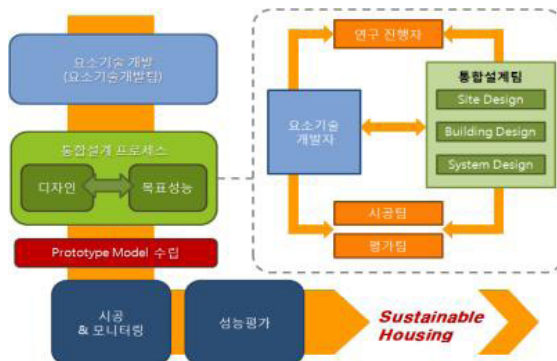 요소기술 개발
(요소기술개발팀)
통합설계 프로세스
디자인
목표성능
Prototype Model 수립
시공
& 모니터링
성능평가
Sustainable
Housing
연구 진행자
요소기술
개발자
통합설계팀
Site Design
Building Design
System Design
시공팀
평가팀